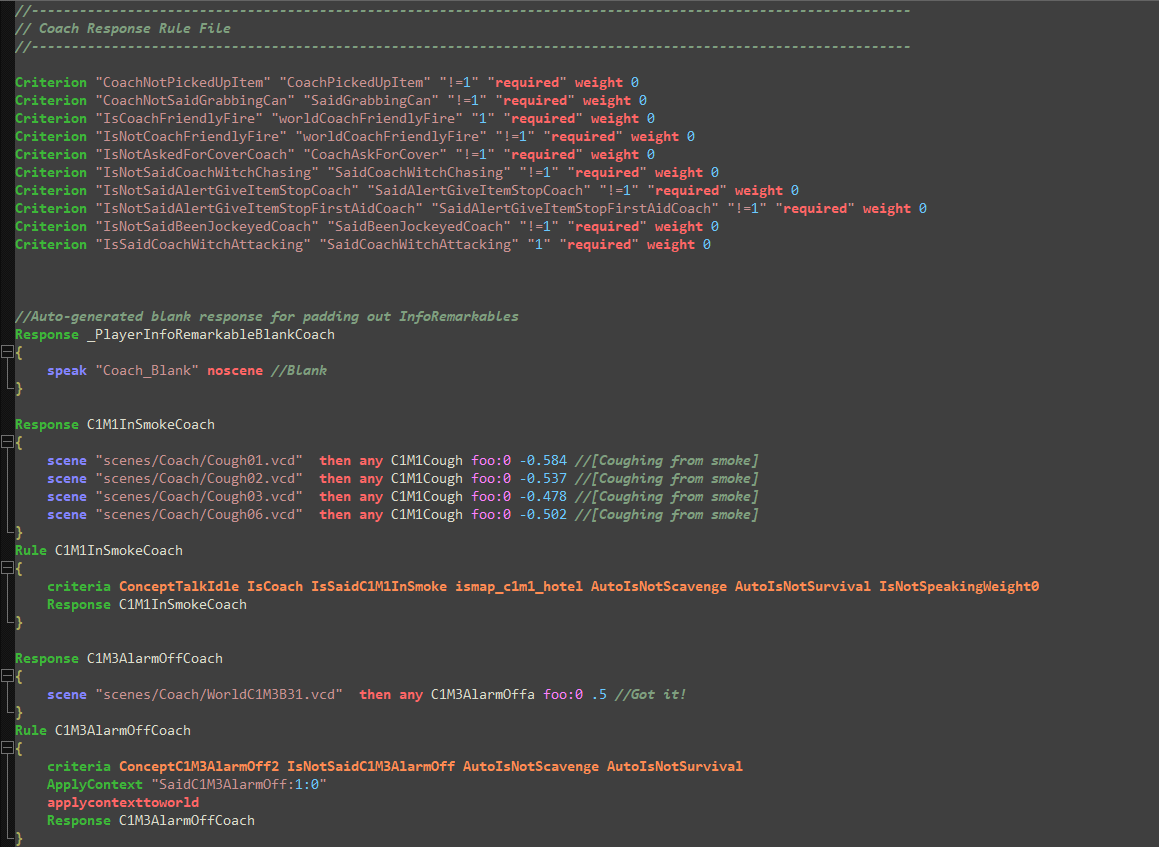 //--------------------------------------------------------------------------------------------------------------
// Coach Response Rule File
//--------------------------------------------------------------------------------------------------------------
Criterion "CoachNotPickedUpItem" "CoachPickedUpItem" "!=1" "required" weight 0
Criterion "CoachNotSaidGrabbingCan" "SaidGrabbingCan" "!=1" "required" weight 0
Criterion "IsCoachFriendlyFire" "worldCoachFriendlyFire" "1" "required" weight 0
Criterion "IsNotCoachFriendlyFire" "worldCoachFriendlyFire" "!=1" "required" weight 0
Criterion "IsNotAskedForCoverCoach" "CoachAskForCover" "!=1" "required" weight 0
Criterion "IsNotSaidCoachWitchChasing" "SaidCoachWitchChasing" "!=1" "required" weight 0
Criterion "IsNotSaidAlertGiveItemStopCoach" "SaidAlertGiveItemStopCoach" "!=1" "required" weight 0
Criterion "IsNotSaidAlertGiveItemStopFirstAidCoach" "SaidAlertGiveItemStopFirstAidCoach" "!=1" "required" weight 0
Criterion "IsNotSaidBeenJockeyedCoach" "SaidBeenJockeyedCoach" "!=1" "required" weight 0
Criterion "IsSaidCoachWitchAttacking" "SaidCoachWitchAttacking" "1" "required" weight 0
//Auto-generated blank response for padding out InfoRemarkables
Response _PlayerInfoRemarkableBlankCoach
{
    speak "Coach_Blank" noscene //Blank
}
Response C1M1InSmokeCoach
{
    scene "scenes/Coach/Cough01.vcd"  then any C1M1Cough foo:0 -0.584 //[Coughing from smoke]
    scene "scenes/Coach/Cough02.vcd"  then any C1M1Cough foo:0 -0.537 //[Coughing from smoke]
    scene "scenes/Coach/Cough03.vcd"  then any C1M1Cough foo:0 -0.478 //[Coughing from smoke]
    scene "scenes/Coach/Cough06.vcd"  then any C1M1Cough foo:0 -0.502 //[Coughing from smoke]
}
Rule C1M1InSmokeCoach
{
    criteria ConceptTalkIdle IsCoach IsSaidC1M1InSmoke ismap_c1m1_hotel AutoIsNotScavenge AutoIsNotSurvival IsNotSpeakingWeight0
    Response C1M1InSmokeCoach
}
Response C1M3AlarmOffCoach
{
    scene "scenes/Coach/WorldC1M3B31.vcd"  then any C1M3AlarmOffa foo:0 .5 //Got it!
}
Rule C1M3AlarmOffCoach
{
    criteria ConceptC1M3AlarmOff2 IsNotSaidC1M3AlarmOff AutoIsNotScavenge AutoIsNotSurvival
    ApplyContext "SaidC1M3AlarmOff:1:0"
    applycontexttoworld
    Response C1M3AlarmOffCoach
}